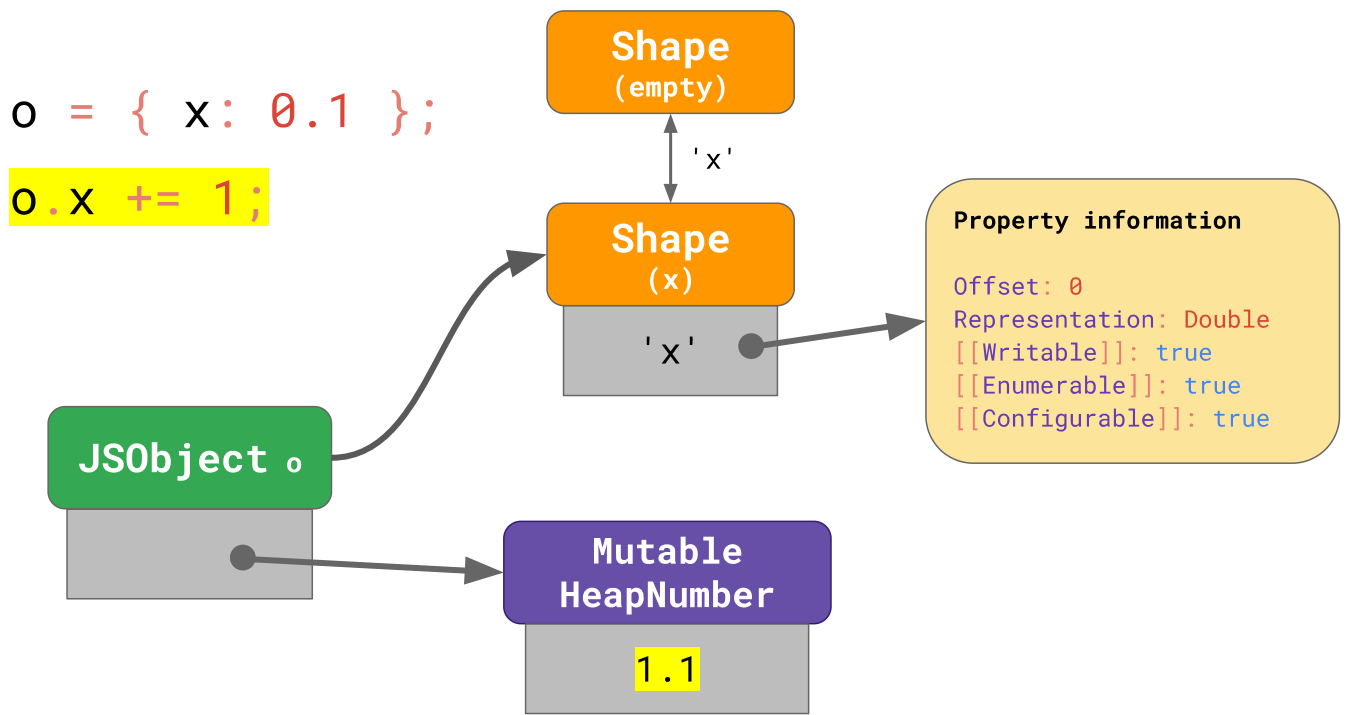 o = { x: 0.1 };
o.x += 1;
Shape
(empty)
'x'
Shape
(x)
'x'
Property information
Offset: 0
Representation: Double
[[Writable]]: true
[[Enumerable]]: true
[[Configurable]]: true
JSObject o
Mutable
HeapNumber
1.1